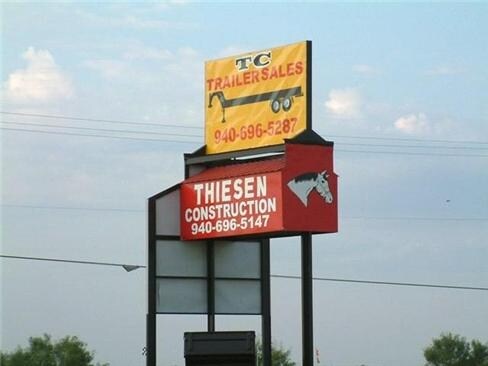 TC
TRAILER SALES
940-696-5287
THIESEN
CONSTRUCTION
940-696-5147